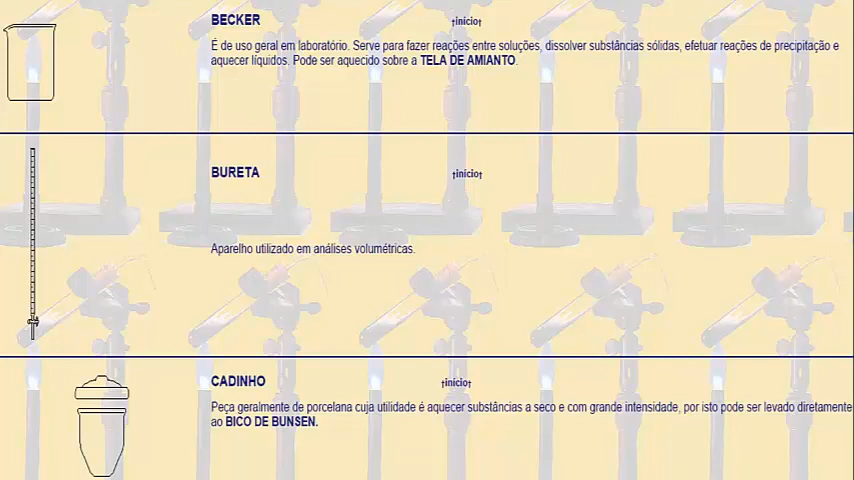 BECKER †início†
É de uso geral em laboratório. Serve para fazer reações entre soluções, dissolver substâncias sólidas, efetuar reações de precipitação e
aquecer líquidos. Pode ser aquecido sobre a TELA DE AMIANTO.
BURETA †início†
Aparelho utilizado em análises volumétricas.
CADINHO †início†
Peça geralmente de porcelana cuja utilidade é aquecer substâncias a seco e com grande intensidade, por isto pode ser levado diretamente
ao BICO DE BUNSEN.